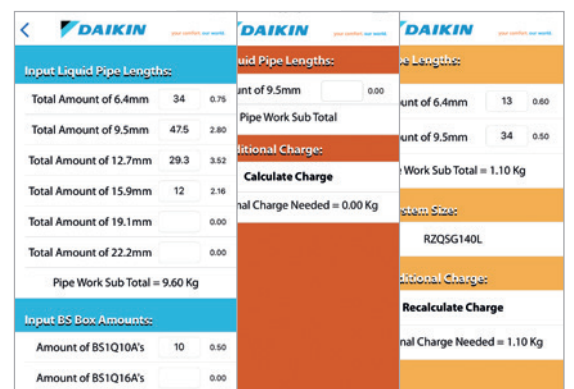 DAIKIN your comfort. our world.
Input Liquid Pipe Lengths:
Total Amount of 6.4mm 34 0.75
Total Amount of 9.5mm 47.5 2.80
Total Amount of 12.7mm 29.3 3.52
Total Amount of 15.9mm 12 2.16
Total Amount of 19.1mm 0.00
Total Amount of 22.2mm 0.00
Pipe Work Sub Total = 9.60 Kg
Input BS Box Amounts:
Amount of BS1Q10A's 10 0.50
Amount of BS1Q16A's 0.00
DAIKIN your comfort. our world.
uid Pipe Lengths:
unt of 9.5mm 0.00
Pipe Work Sub Total
ditional Charge:
Calculate Charge
nal Charge Needed = 0.00 Kg
DAIKIN your comfort. our world.
e Lengths:
unt of 6.4mm 13 0.60
unt of 9.5mm 34 0.50
Work Sub Total = 1.10 Kg
stem Size:
RZQSG140L
ditional Charge:
Recalculate Charge
nal Charge Needed = 1.10 Kg